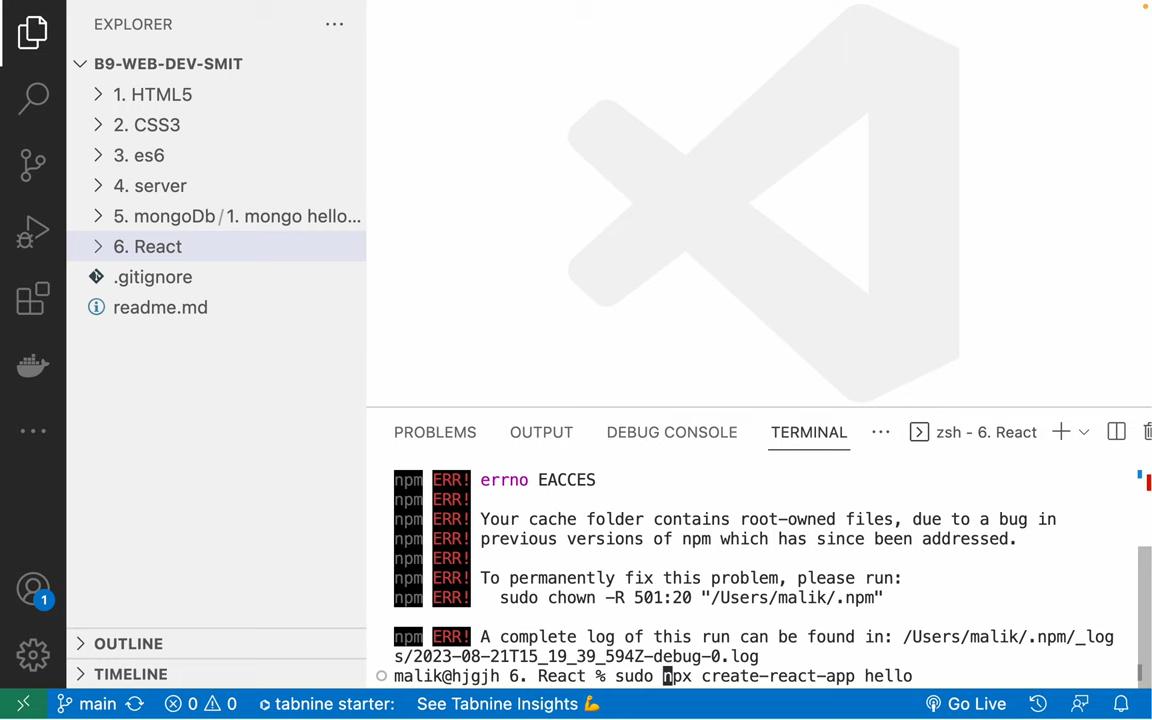 EXPLORER
B9-WEB-DEV-SMIT
1. HTML5
2. CSS3
3. es6
4. server
5. mongoDb/1. mongo hello...
6. React
.gitignore
readme.md
OUTLINE
TIMELINE
1
PROBLEMS OUTPUT DEBUG CONSOLE TERMINAL zsh - 6. React
npm ERR! errno EACCES
npm ERR!
npm ERR! Your cache folder contains root-owned files, due to a bug in
npm ERR! previous versions of npm which has since been addressed.
npm ERR!
npm ERR! To permanently fix this problem, please run:
npm ERR!   sudo chown -R 501:20 "/Users/malik/.npm"
npm ERR! A complete log of this run can be found in: /Users/malik/.npm/_log
s/2023-08-21T15_19_39_594Z-debug-0.log
malik@hjgjh 6. React % sudo npx create-react-app hello
main 0 0 tabnine starter: See Tabnine Insights 💪 Go Live